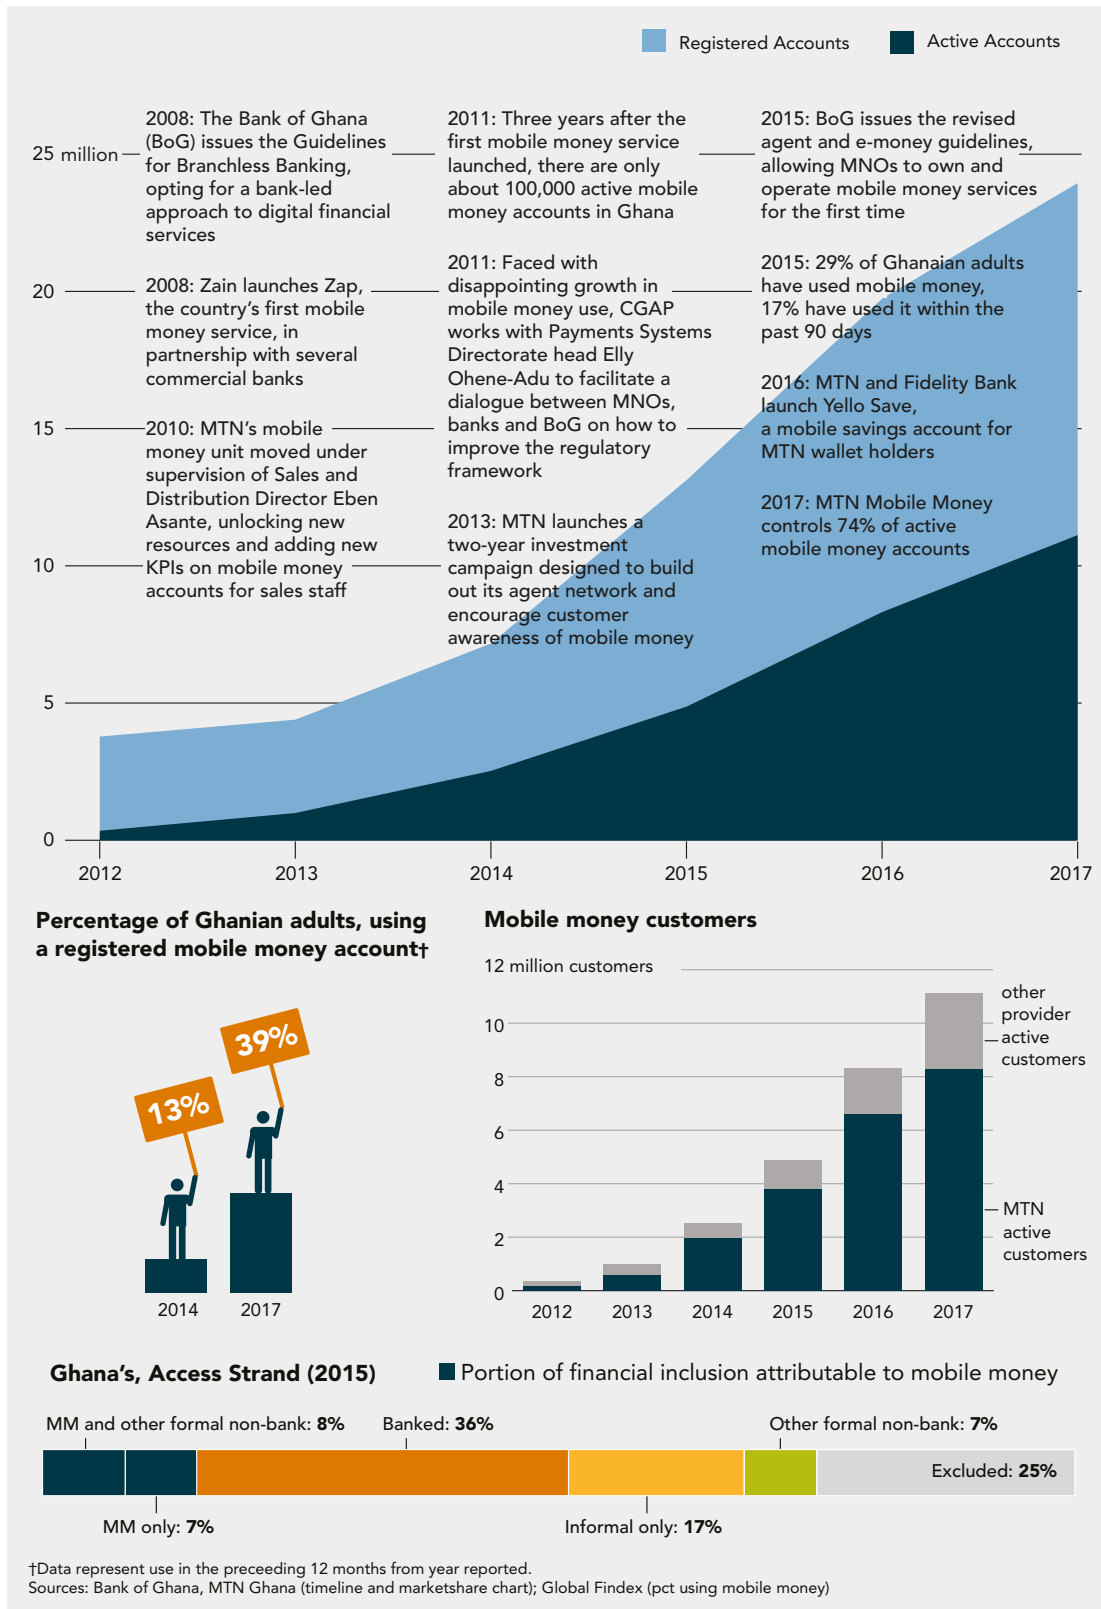 Registered Accounts
Active Accounts
25 million
20
15
10
5
0
2008: The Bank of Ghana
(BoG) issues the Guidelines
for Branchless Banking,
opting for a bank-led
approach to digital financial
services
2008: Zain launches Zap,
the country's first mobile
money service, in
partnership with several
commercial banks
2010: MTN's mobile
money unit moved under
supervision of Sales and
Distribution Director Eben
Asante, unlocking new
resources and adding new
KPIs on mobile money
accounts for sales staff
2011: Three years after the
first mobile money service
launched, there are only
about 100,000 active mobile
money accounts in Ghana
2011: Faced with
disappointing growth in
mobile money use, CGAP
works with Payments Systems
Directorate head Elly
Ohene-Adu to facilitate a
dialogue between MNOs,
banks and BoG on how to
improve the regulatory
framework
2013: MTN launches a
two-year investment
campaign designed to build
out its agent network and
encourage customer
awareness of mobile money
2015: BoG issues the revised
agent and e-money guidelines,
allowing MNOs to own and
operate mobile money services
for the first time
2015: 29% of Ghanaian adults
have used mobile money,
17% have used it within the
past 90 days
2016: MTN and Fidelity Bank
launch Yello Save,
a mobile savings account for
MTN wallet holders
2017: MTN Mobile Money
controls 74% of active
mobile money accounts
2012
2013
2014
2015
2016
2017
Percentage of Ghanian adults, using
a registered mobile money account†
13%
39%
2014
2017
Mobile money customers
12 million customers
10
8
6
4
2
0
other
provider
active
customers
MTN
active
customers
2012
2013
2014
2015
2016
2017
Ghana's, Access Strand (2015)
Portion of financial inclusion attributable to mobile money
MM and other formal non-bank: 8%
Banked: 36%
Other formal non-bank: 7%
Excluded: 25%
MM only: 7%
Informal only: 17%
†Data represent use in the preceeding 12 months from year reported.
Sources: Bank of Ghana, MTN Ghana (timeline and marketshare chart); Global Findex (pct using mobile money)